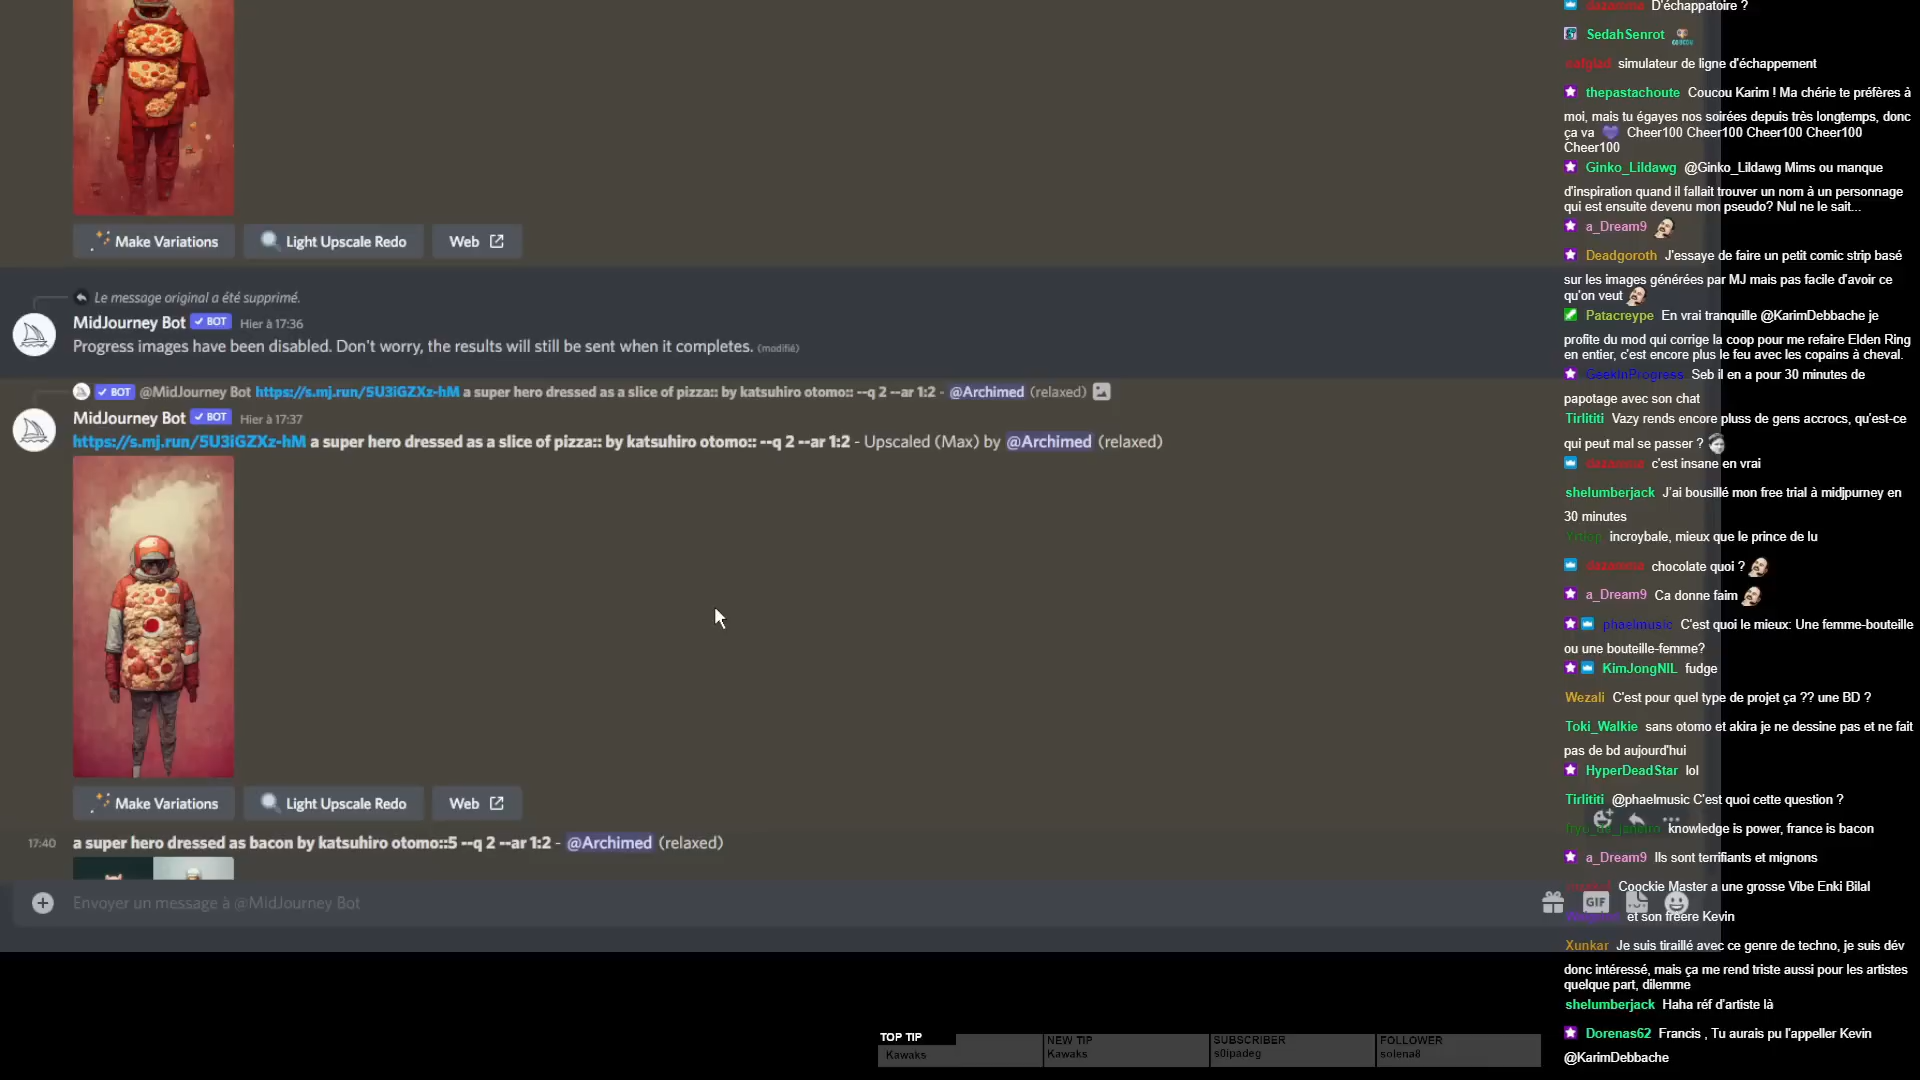 Make Variations
Light Upscale Redo
Web
Le message original a été supprimé.
MidJourney Bot ✓ BOT Hier à 17:36
Progress images have been disabled. Don't worry, the results will still be sent when it completes. (modifié)
✓ BOT @MidJourney Bot https://s.mj.run/5U3iGZXz-hM a super hero dressed as a slice of pizza:: by katsuhiro otomo:: --q 2 --ar 1:2 - @Archimed (relaxed)
MidJourney Bot ✓ BOT Hier à 17:37
https://s.mj.run/5U3iGZXz-hM a super hero dressed as a slice of pizza:: by katsuhiro otomo:: --q 2 --ar 1:2 - Upscaled (Max) by @Archimed (relaxed)
Make Variations
Light Upscale Redo
Web
17:40 a super hero dressed as bacon by katsuhiro otomo::5 --q 2 --ar 1:2 - @Archimed (relaxed)
Envoyer un message à @MidJourney Bot
GIF
dazamma D'échappatoire ?
SedahSenrot
simulateur de ligne d'échappement
thepastachoute Coucou Karim ! Ma chérie te préfères à
moi, mais tu égayes nos soirées depuis très longtemps, donc
ça va Cheer100 Cheer100 Cheer100 Cheer100
Cheer100
Ginko_Lildawg @Ginko_Lildawg Mims ou manque
d'inspiration quand il fallait trouver un nom à un personnage
qui est ensuite devenu mon pseudo? Nul ne le sait...
a_Dream9
Deadgoroth J'essaye de faire un petit comic strip basé
sur les images générées par MJ mais pas facile d'avoir ce
qu'on veut
Patacreype En vrai tranquille @KarimDebbache je
profite du mod qui corrige la coop pour me refaire Elden Ring
en entier, c'est encore plus le feu avec les copains à cheval.
GeekInProgress Seb il en a pour 30 minutes de
papotage avec son chat
Tirlititi Vazy rends encore pluss de gens accrocs, qu'est-ce
qui peut mal se passer ?
dazamma c'est insane en vrai
shelumberjack J'ai bousillé mon free trial à midjpurney en
30 minutes
incroybale, mieux que le prince de lu
dazamma chocolate quoi ?
a_Dream9 Ca donne faim
phaelmusic C'est quoi le mieux: Une femme-bouteille
ou une bouteille-femme?
KimJongNIL fudge
Wezali C'est pour quel type de projet ça ?? une BD ?
Toki_Walkie sans otomo et akira je ne dessine pas et ne fait
pas de bd aujourd'hui
HyperDeadStar lol
Tirlititi @phaelmusic C'est quoi cette question ?
knowledge is power, france is bacon
a_Dream9 Ils sont terrifiants et mignons
Coockie Master a une grosse Vibe Enki Bilal
et son freere Kevin
Xunkar Je suis tiraillé avec ce genre de techno, je suis dév
donc intéressé, mais ça me rend triste aussi pour les artistes
quelque part, dilemme
shelumberjack Haha réf d'artiste là
Dorenas62 Francis , Tu aurais pu l'appeller Kevin
@KarimDebbache
TOP TIP
Kawaks
NEW TIP
Kawaks
SUBSCRIBER
s0ipadeg
FOLLOWER
solena8